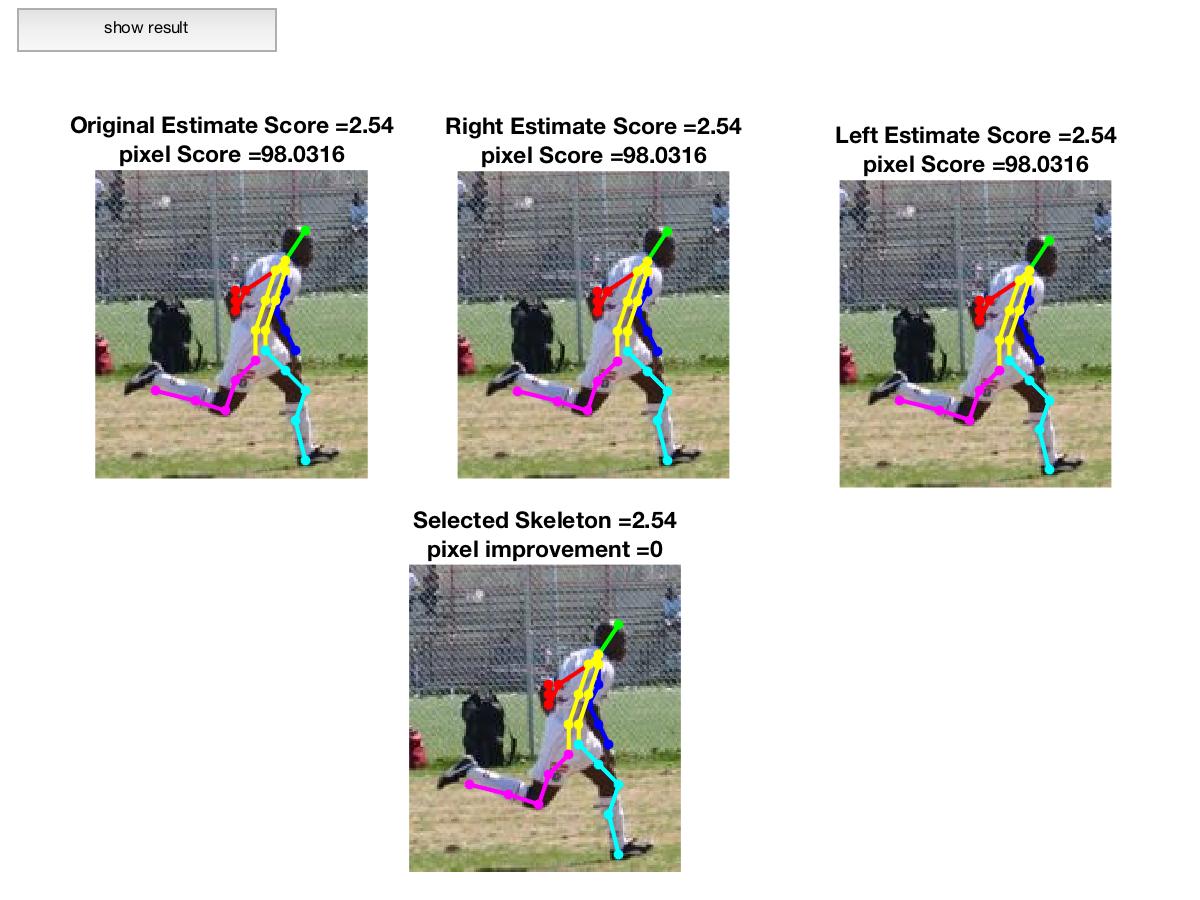 show result
Original Estimate Score =2.54
pixel Score =98.0316
Right Estimate Score =2.54
pixel Score =98.0316
Left Estimate Score =2.54
pixel Score =98.0316
Selected Skeleton =2.54
pixel improvement =0